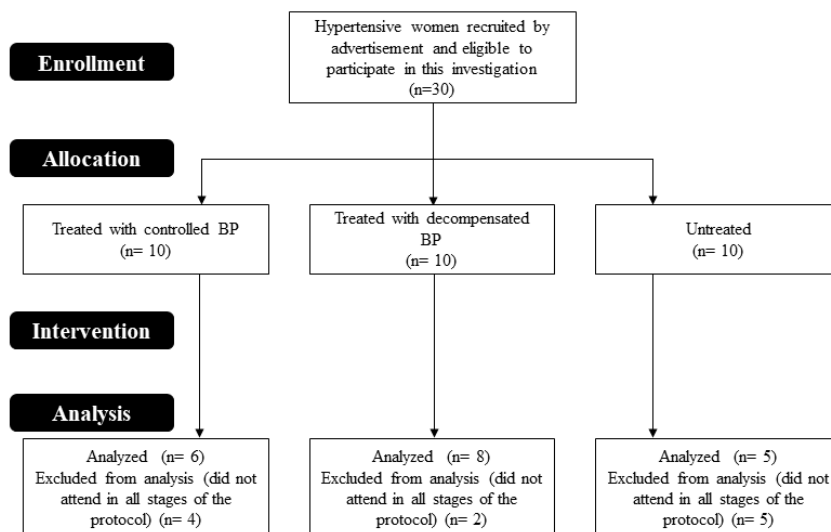 Hypertensive women recruited by
advertisement and eligible to
participate in this investigation
(n=30)
Enrollment
Allocation
Treated with controlled BP
(n= 10)
Treated with decompensated
BP
(n= 10)
Untreated
(n= 10)
Intervention
Analysis
Analyzed (n= 6)
Excluded from analysis (did not
attend in all stages of the
protocol) (n= 4)
Analyzed (n= 8)
Excluded from analysis (did not
attend in all stages of the
protocol) (n= 2)
Analyzed (n= 5)
Excluded from analysis (did not
attend in all stages of the
protocol) (n= 5)